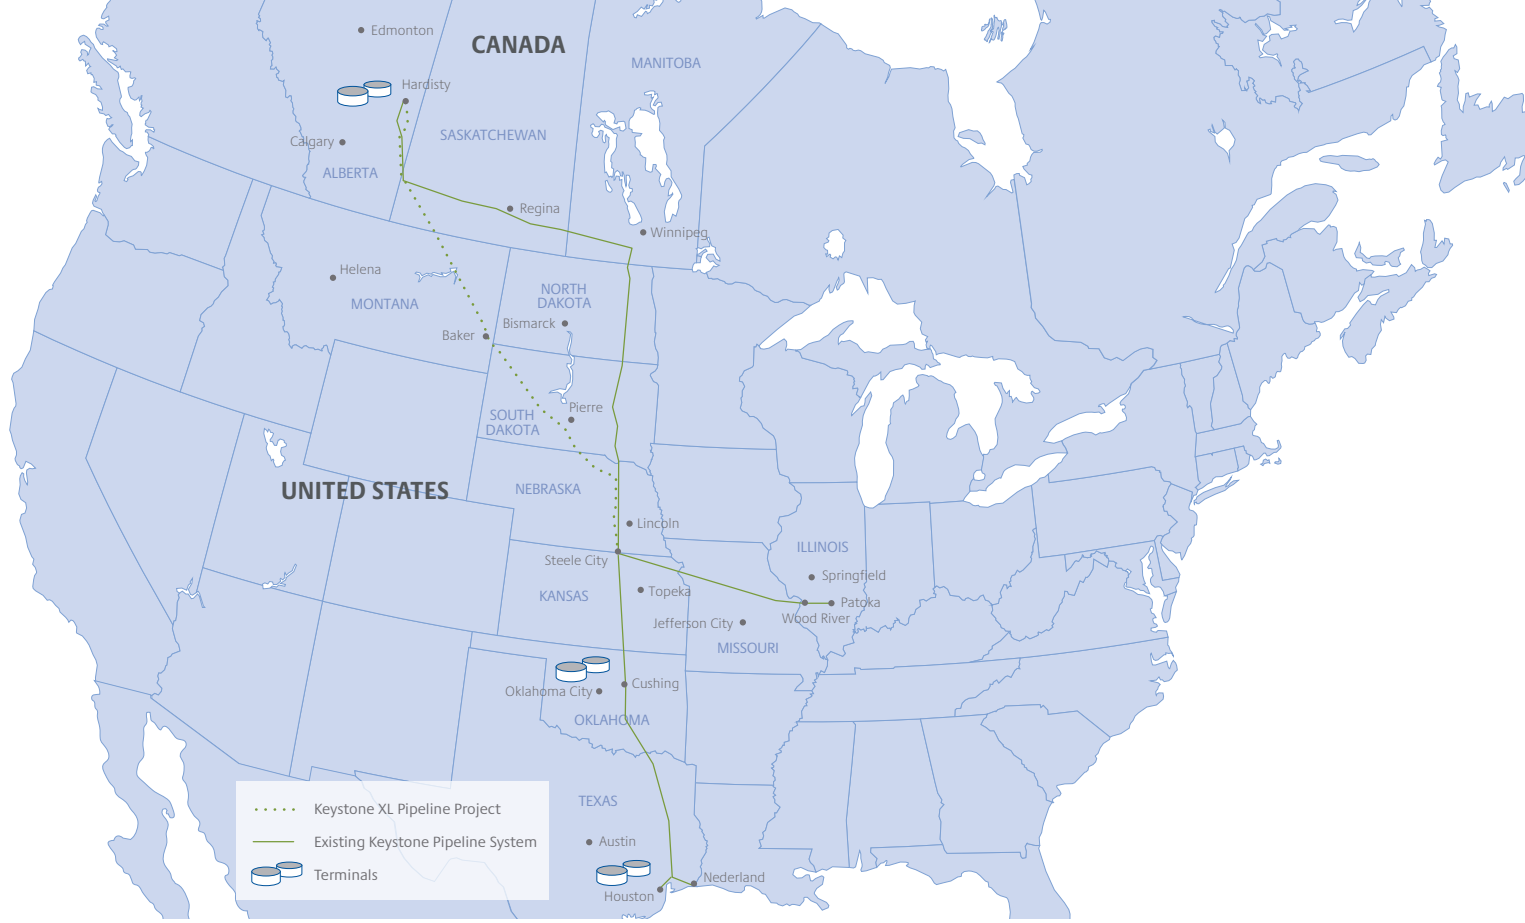 Edmonton
CANADA
MANITOBA
Hardisty
SASKATCHEWAN
Calgary
ALBERTA
Regina
Winnipeg
Helena
MONTANA
NORTH
DAKOTA
Bismarck
Baker
Pierre
SOUTH
DAKOTA
UNITED STATES
NEBRASKA
Lincoln
Steele City
ILLINOIS
Springfield
KANSAS
Topeka
Patoka
Wood River
Jefferson City
MISSOURI
Oklahoma City
Cushing
OKLAHOMA
TEXAS
Austin
Nederland
Houston
Keystone XL Pipeline Project
Existing Keystone Pipeline System
Terminals